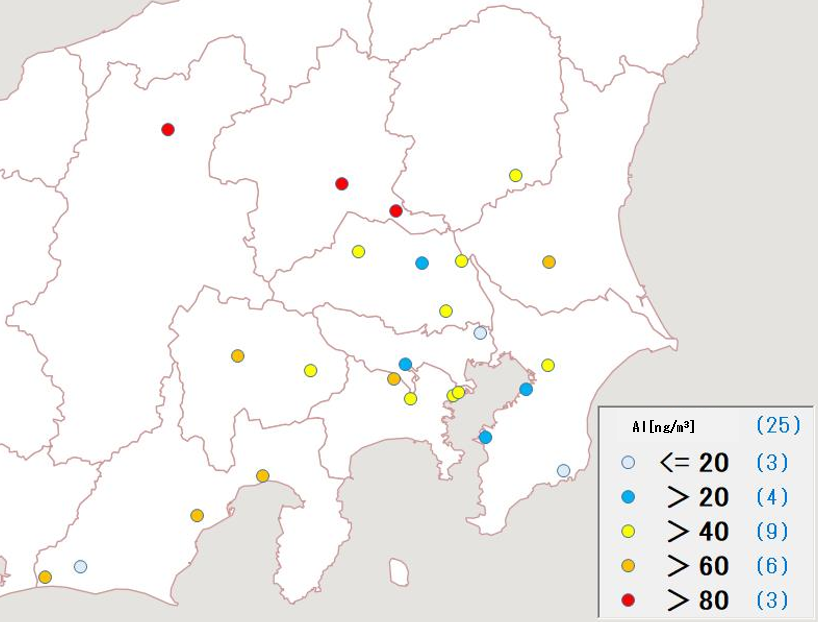 Al[ng/m³] (25)
<= 20 (3)
> 20 (4)
> 40 (9)
> 60 (6)
> 80 (3)